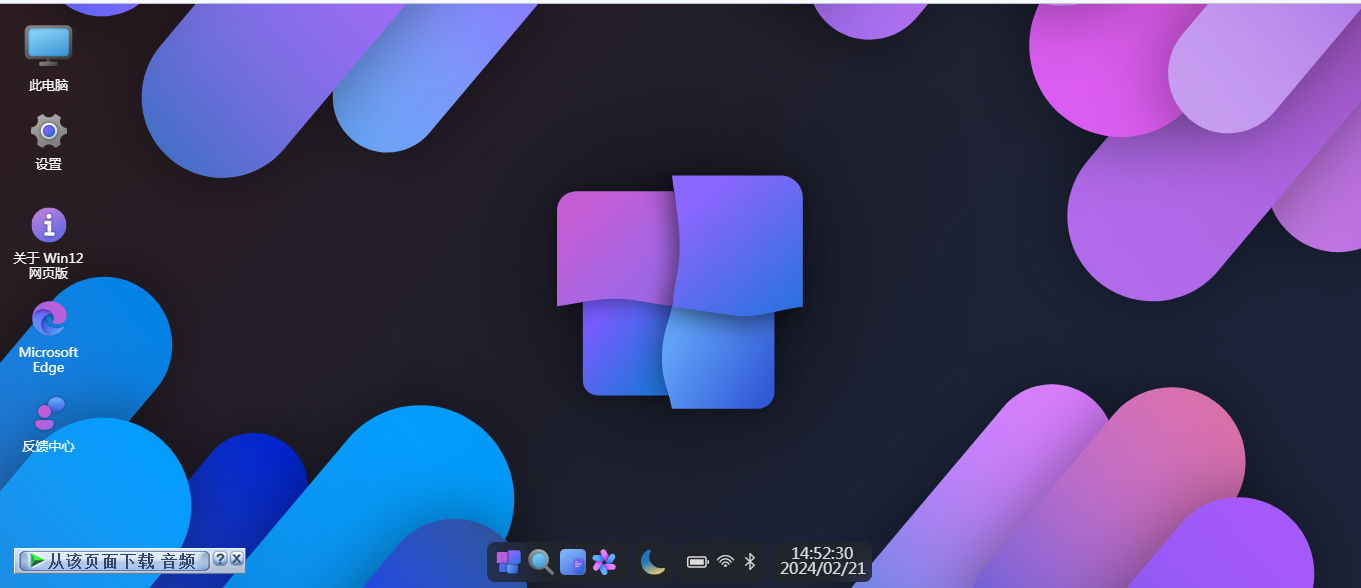 此电脑
设置
关于 Win12
网页版
Microsoft
Edge
反馈中心
从该页面下载 音频
?
X
14:52:30
2024/02/21